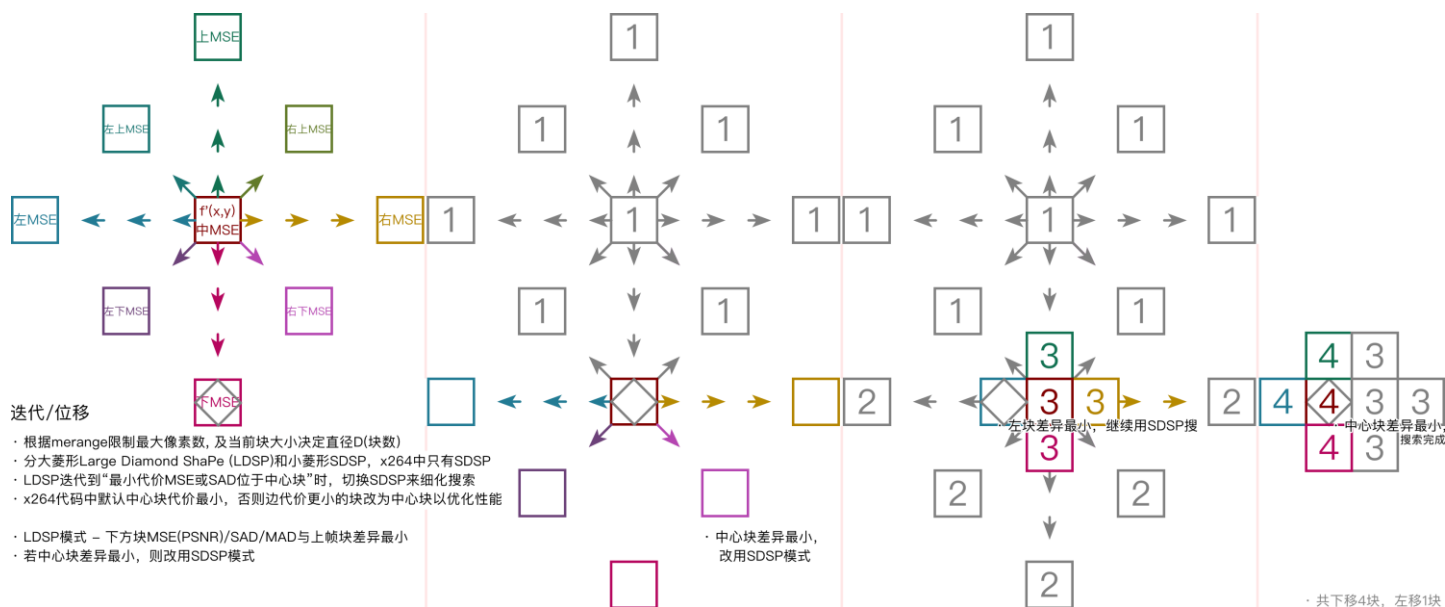 上MSE
左上MSE
右上MSE
左MSE
f'(x,y)
中MSE
右MSE
左下MSE
右下MSE
下MSE
迭代/位移
· 根据merange限制最大像素数, 及当前块大小决定直径D(块数)
· 分大菱形Large Diamond ShaPe (LDSP)和小菱形SDSP，x264中只有SDSP
· LDSP迭代到“最小代价MSE或SAD位于中心块”时，切换SDSP来细化搜索
· x264代码中默认中心块代价最小，否则边代价更小的块改为中心块以优化性能
· LDSP模式 – 下方块MSE(PSNR)/SAD/MAD与上帧块差异最小
· 若中心块差异最小，则改用SDSP模式
1
1 1
1 1 1
1 1
· 中心块差异最小，
改用SDSP模式
1
1 1
1 1 1
1 1
3
2 3 3 2
· 左块差异最小，继续用SDSP搜
3
2 2
2
4 3
4 4 3 3
· 中心块差异最小，
搜索完成
4 3
· 共下移4块，左移1块